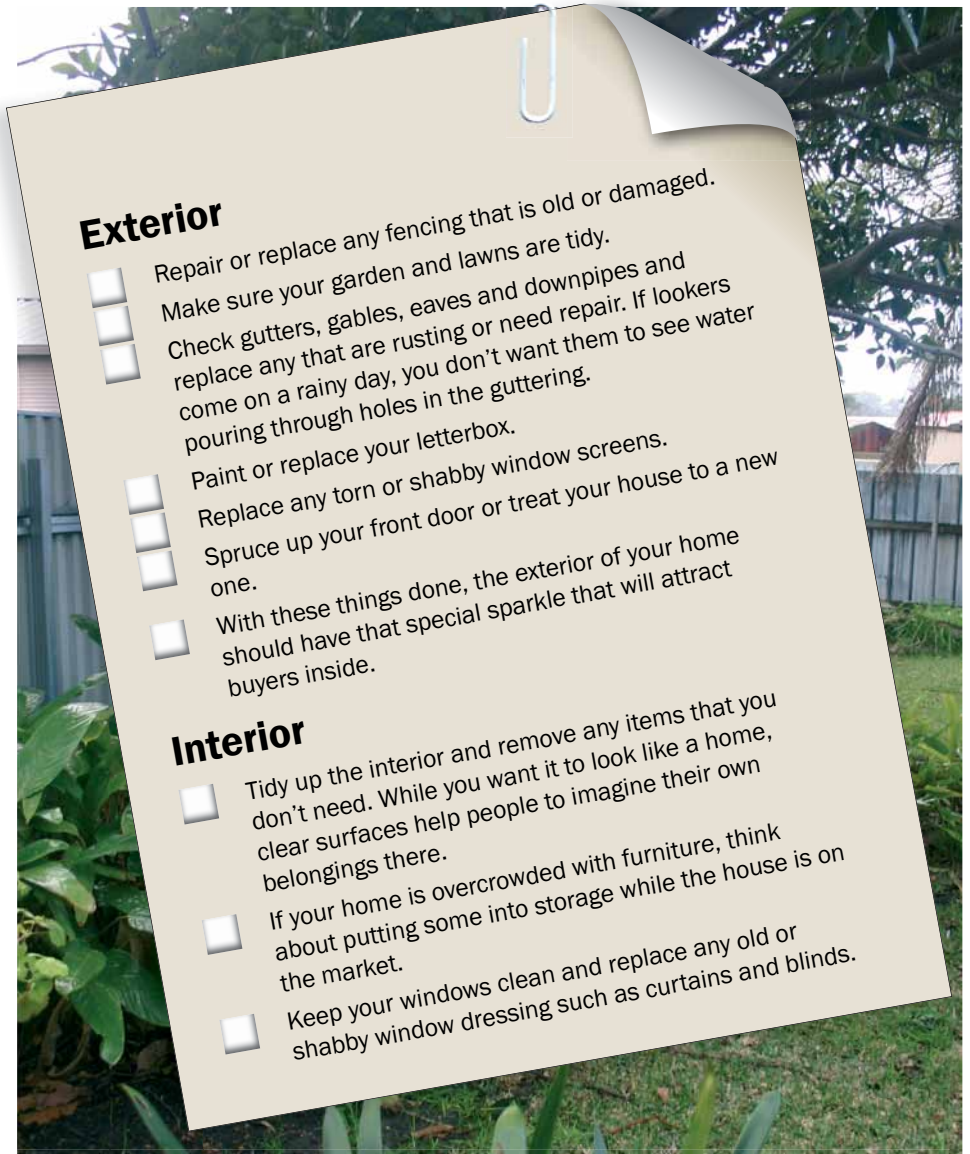 Exterior
Repair or replace any fencing that is old or damaged.
Make sure your garden and lawns are tidy.
Check gutters, gables, eaves and downpipes and
replace any that are rusting or need repair. If lookers
come on a rainy day, you don’t want them to see water
pouring through holes in the guttering.
Paint or replace your letterbox.
Replace any torn or shabby window screens.
Spruce up your front door or treat your house to a new
one.
With these things done, the exterior of your home
should have that special sparkle that will attract
buyers inside.
Interior
Tidy up the interior and remove any items that you
don’t need. While you want it to look like a home,
clear surfaces help people to imagine their own
belongings there.
If your home is overcrowded with furniture, think
about putting some into storage while the house is on
the market.
Keep your windows clean and replace any old or
shabby window dressing such as curtains and blinds.